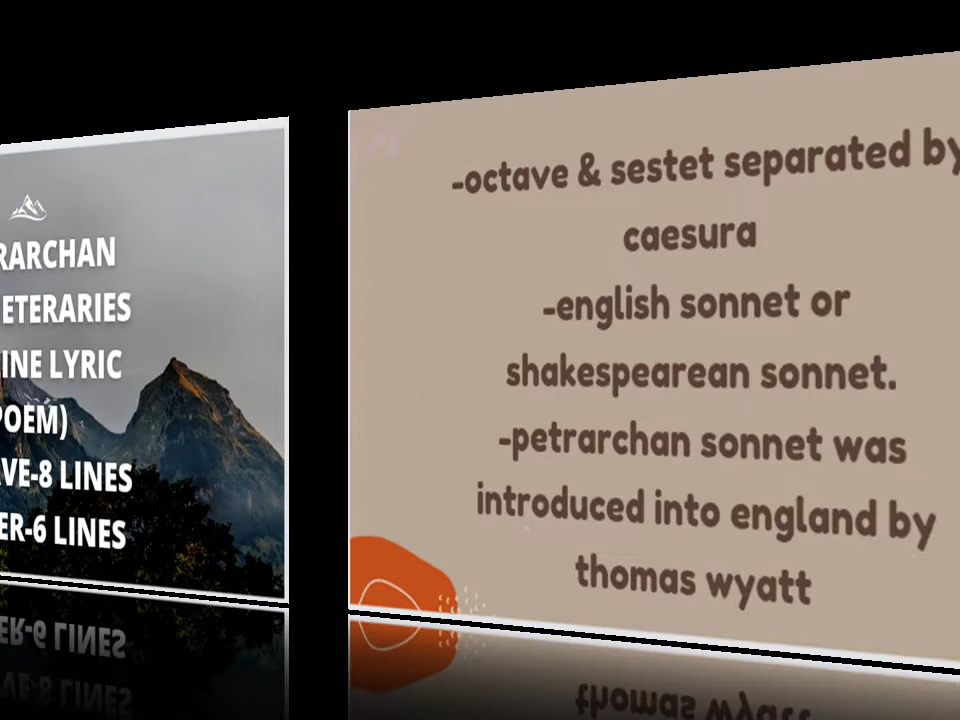 RARCHAN
ETERARIES
INE LYRIC
POEM)
VE-8 LINES
ER-6 LINES
-octave & sestet separated by
caesura
-english sonnet or
shakespearean sonnet.
-petrarchan sonnet was
introduced into england by
thomas wyatt